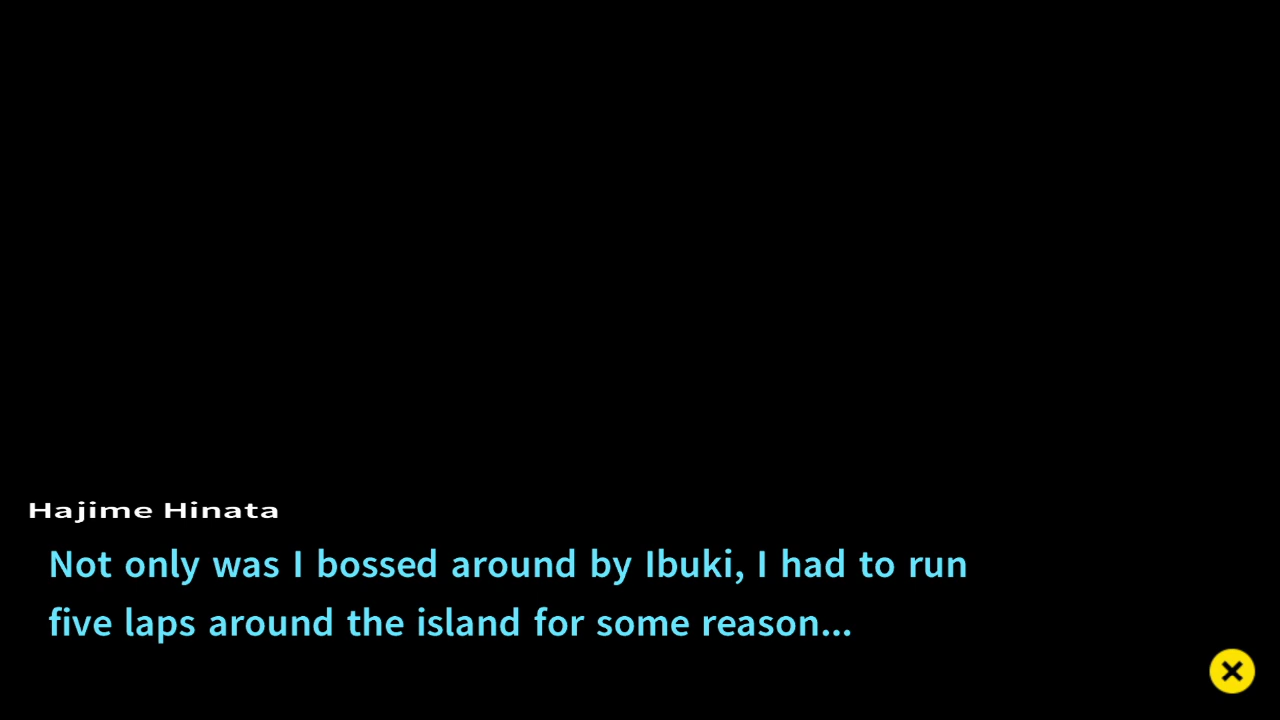 Hajime Hinata
Not only was I bossed around by Ibuki, I had to run
five laps around the island for some reason...